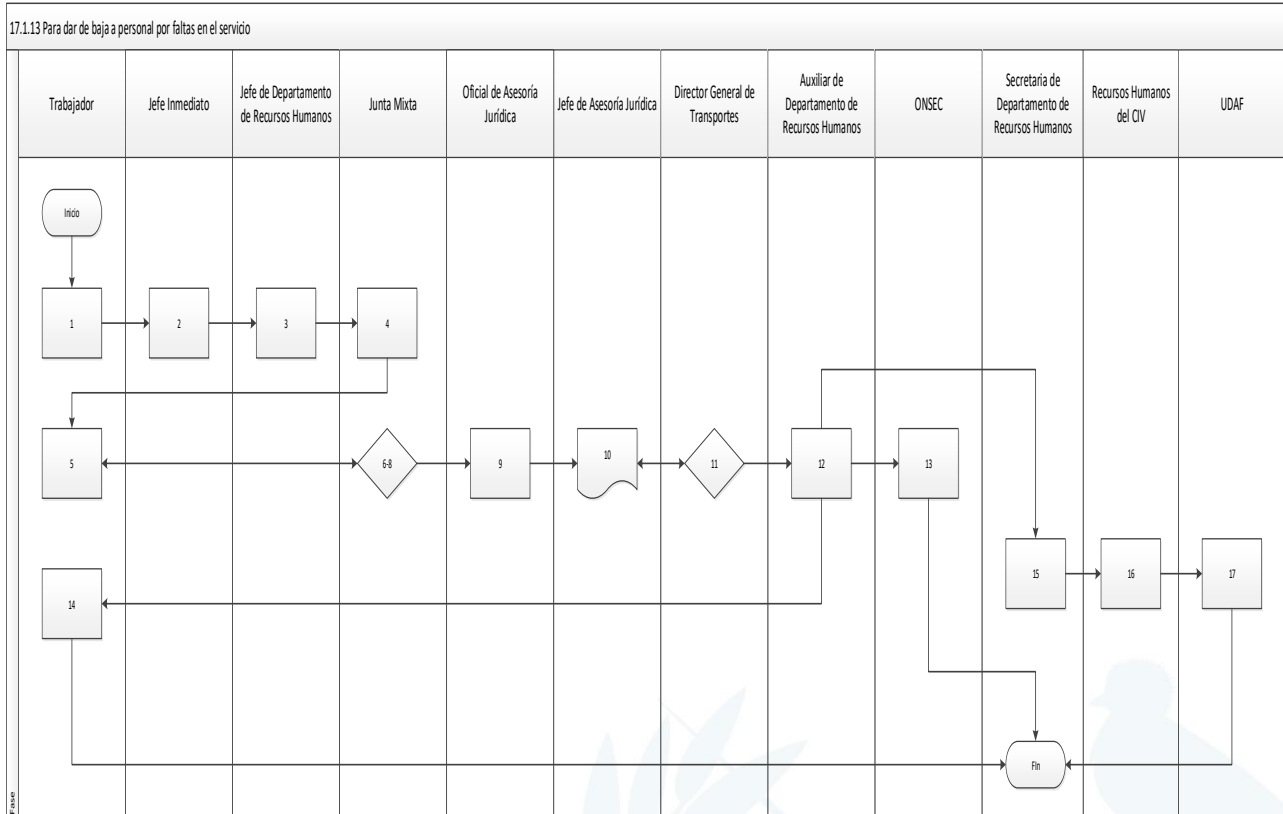 17.1.13 Para dar de baja a personal por faltas en el servicio
Trabajador
Jefe Inmediato
Jefe de Departamento
de Recursos Humanos
Junta Mixta
Oficial de Asesoría
Jurídica
Jefe de Asesoría Jurídica
Director General de
Transportes
Auxiliar de
Departamento de
Recursos Humanos
ONSEC
Secretaria de
Departamento de
Recursos Humanos
Recursos Humanos
del CIV
UDAF
Inicio
1
2
3
4
5
6-8
9
10
11
12
13
15
16
17
14
Fin
Fase